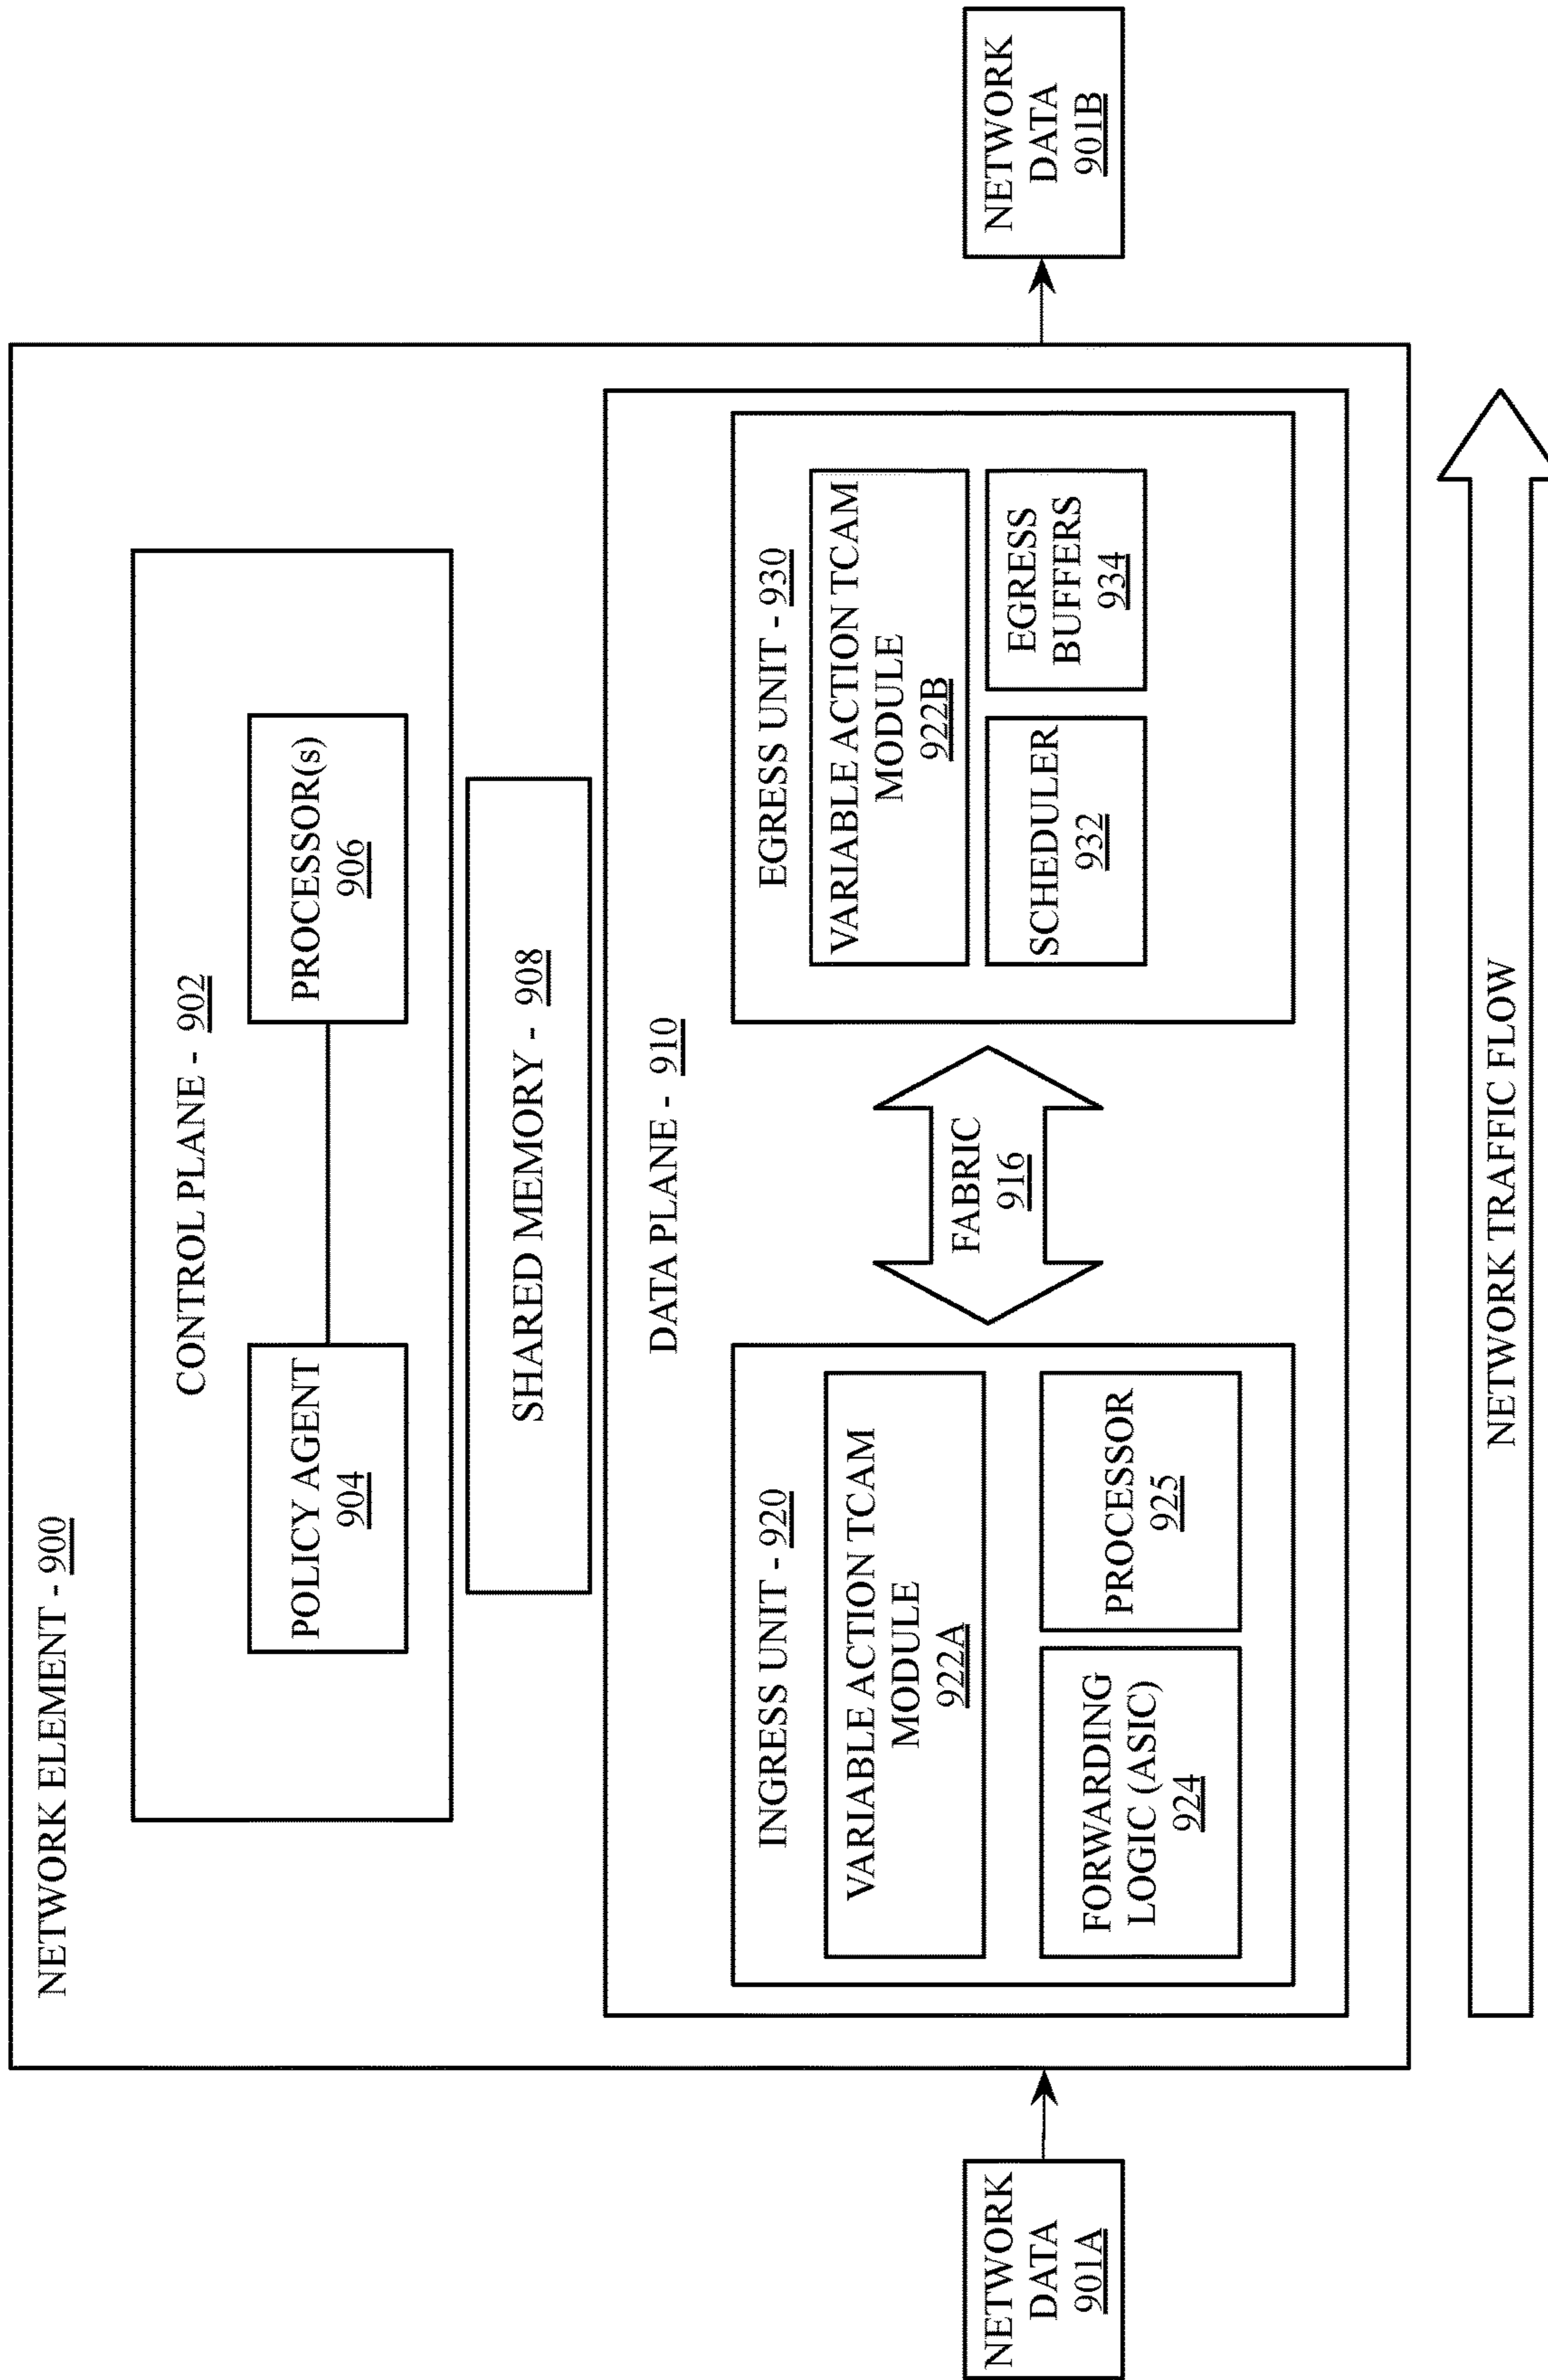 NETWORK ELEMENT - 900
CONTROL PLANE - 902
POLICY AGENT
904
PROCESSOR(s)
906
SHARED MEMORY - 908
DATA PLANE - 910
INGRESS UNIT - 920
VARIABLE ACTION TCAM
MODULE
922A
FORWARDING
LOGIC (ASIC)
924
PROCESSOR
925
FABRIC
916
EGRESS UNIT - 930
VARIABLE ACTION TCAM
MODULE
922B
SCHEDULER
932
EGRESS
BUFFERS
934
NETWORK
DATA
901A
NETWORK
DATA
901B
NETWORK TRAFFIC FLOW